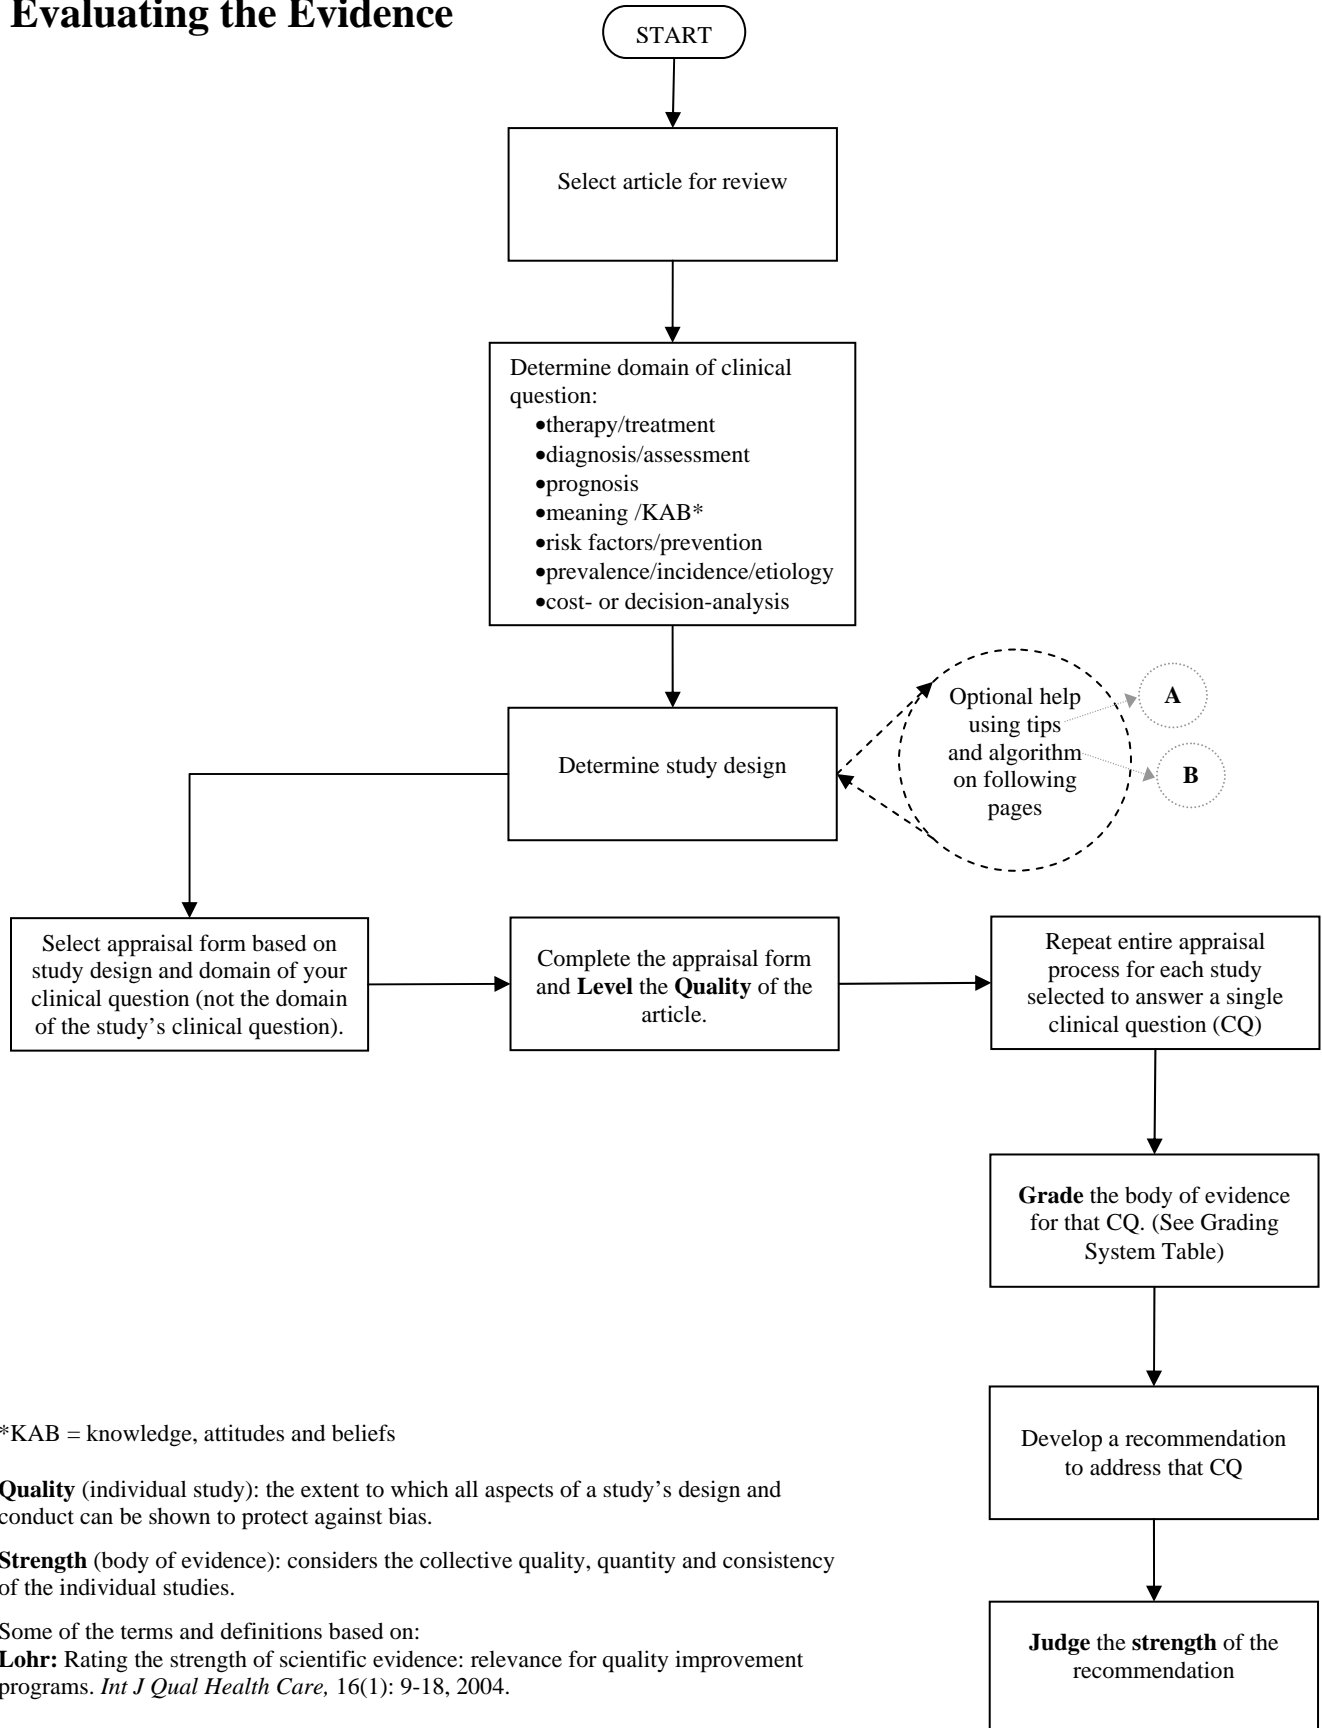 Evaluating the Evidence
START
Select article for review
Determine domain of clinical
question:
•therapy/treatment
•diagnosis/assessment
•prognosis
•meaning /KAB*
•risk factors/prevention
•prevalence/incidence/etiology
•cost- or decision-analysis
Determine study design
Optional help
using tips
and algorithm
on following
pages
A
B
Select appraisal form based on
study design and domain of your
clinical question (not the domain
of the study's clinical question).
Complete the appraisal form
and Level the Quality of the
article.
Repeat entire appraisal
process for each study
selected to answer a single
clinical question (CQ)
Grade the body of evidence
for that CQ. (See Grading
System Table)
Develop a recommendation
to address that CQ
Judge the strength of the
recommendation
*KAB = knowledge, attitudes and beliefs
Quality (individual study): the extent to which all aspects of a study's design and
conduct can be shown to protect against bias.
Strength (body of evidence): considers the collective quality, quantity and consistency
of the individual studies.
Some of the terms and definitions based on:
Lohr: Rating the strength of scientific evidence: relevance for quality improvement
programs. Int J Qual Health Care, 16(1): 9-18, 2004.